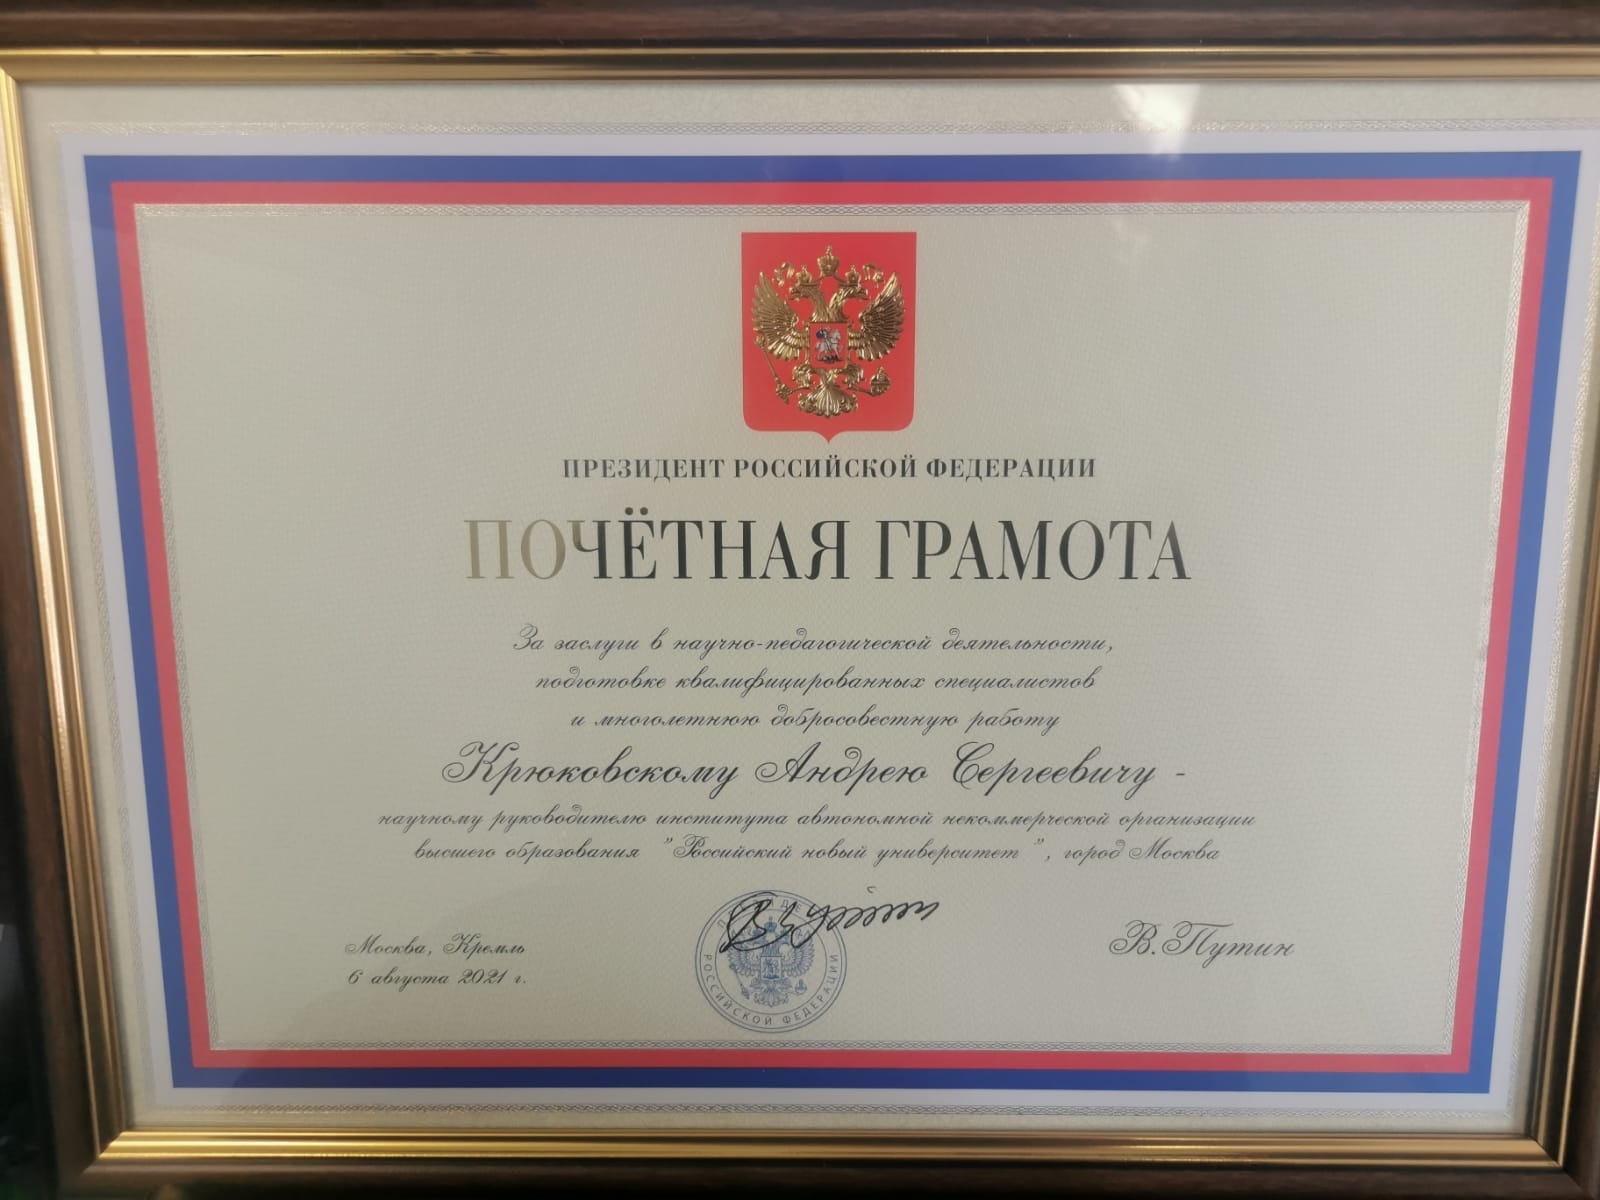 ПРЕЗИДЕНТ РОССИЙСКОЙ ФЕДЕРАЦИИ
ПОЧЁТНАЯ ГРАМОТА
За заслуги в научно-педагогической деятельности,
подготовке квалифицированных специалистов
и многолетнюю добросовестную работу
Крюковскому Андрею Сергеевичу -
научному руководителю института автономной некоммерческой организации
высшего образования "Российский новый университет", город Москва
Москва, Кремль
6 августа 2021 г.
РОССИЙСКОЙ ФЕДЕРАЦИИ
В.Путин